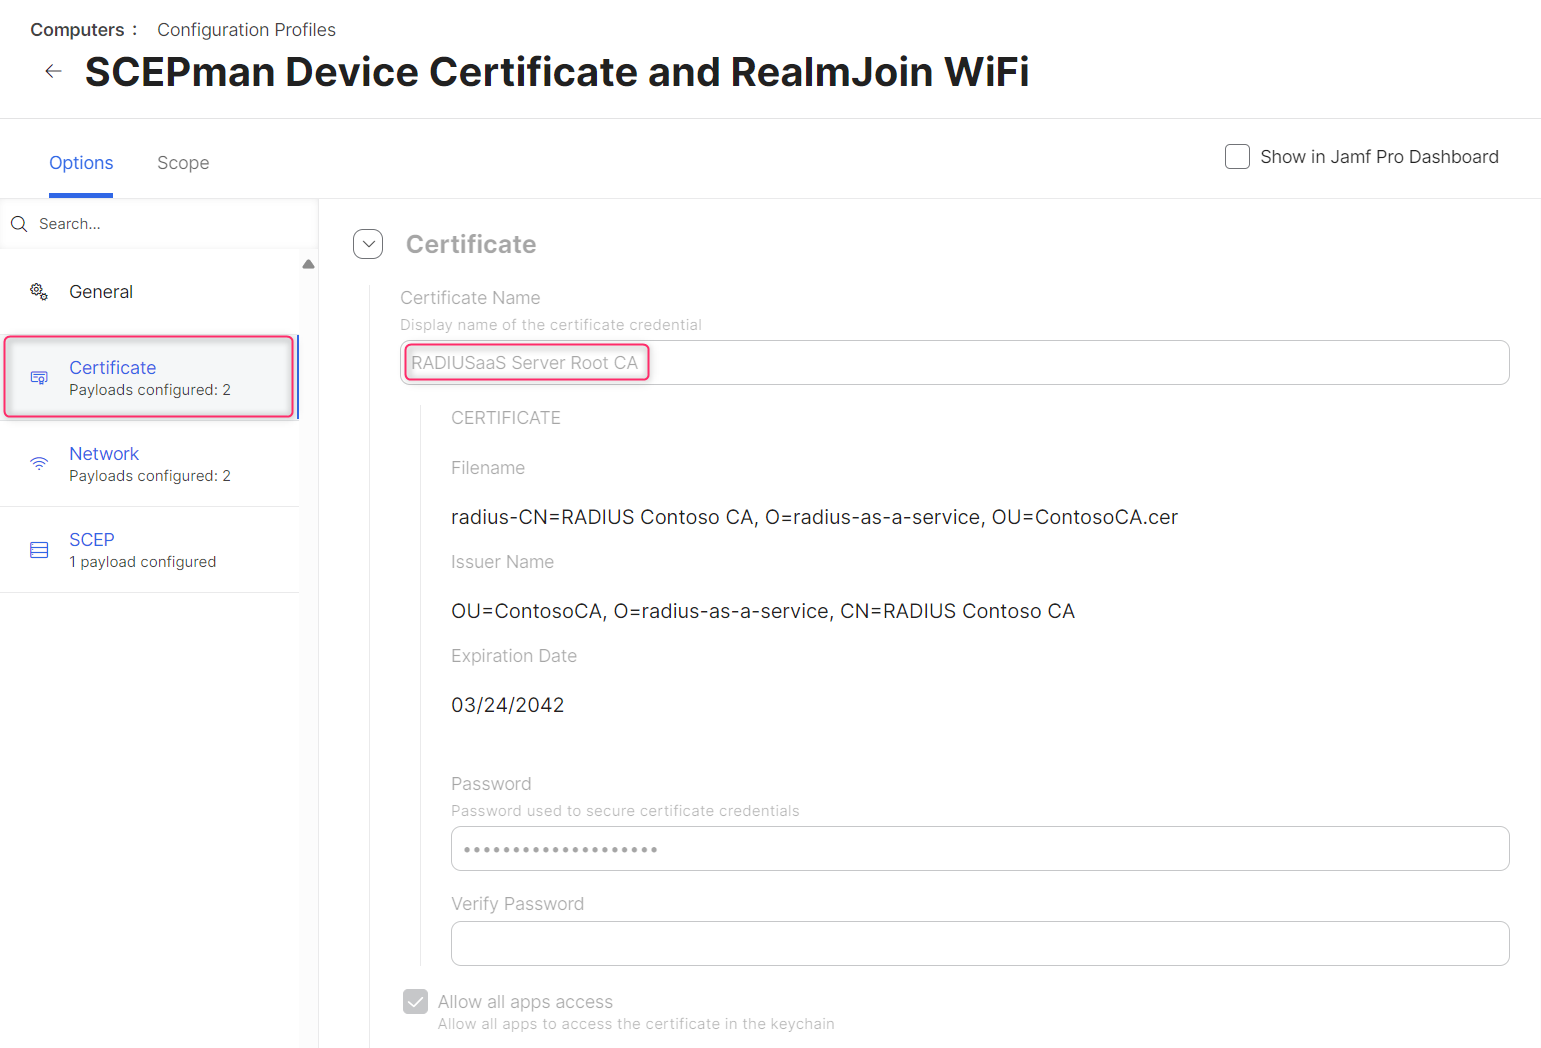 Computers : Configuration Profiles
SCEPman Device Certificate and RealmJoin WiFi
Options Scope
Show in Jamf Pro Dashboard
Search...
General
Certificate
Payloads configured: 2
Network
Payloads configured: 2
SCEP
1 payload configured
Certificate
Certificate Name
Display name of the certificate credential
RADIUSaaS Server Root CA
CERTIFICATE
Filename
radius-CN=RADIUS Contoso CA, O=radius-as-a-service, OU=ContosoCA.cer
Issuer Name
OU=ContosoCA, O=radius-as-a-service, CN=RADIUS Contoso CA
Expiration Date
03/24/2042
Password
Password used to secure certificate credentials
••••••••••••••••••••
Verify Password
Allow all apps access
Allow all apps to access the certificate in the keychain